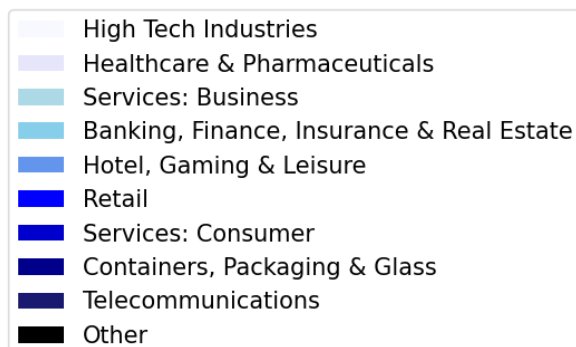 High Tech Industries
Healthcare & Pharmaceuticals
Services: Business
Banking, Finance, Insurance & Real Estate
Hotel, Gaming & Leisure
Retail
Services: Consumer
Containers, Packaging & Glass
Telecommunications
Other